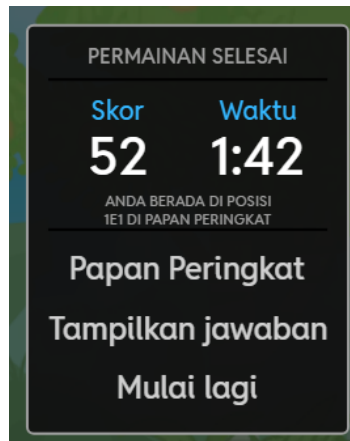 PERMAINAN SELESAI
Skor Waktu
52 1:42
ANDA BERADA DI POSISI
1E1 DI PAPAN PERINGKAT
Papan Peringkat
Tampilkan jawaban
Mulai lagi